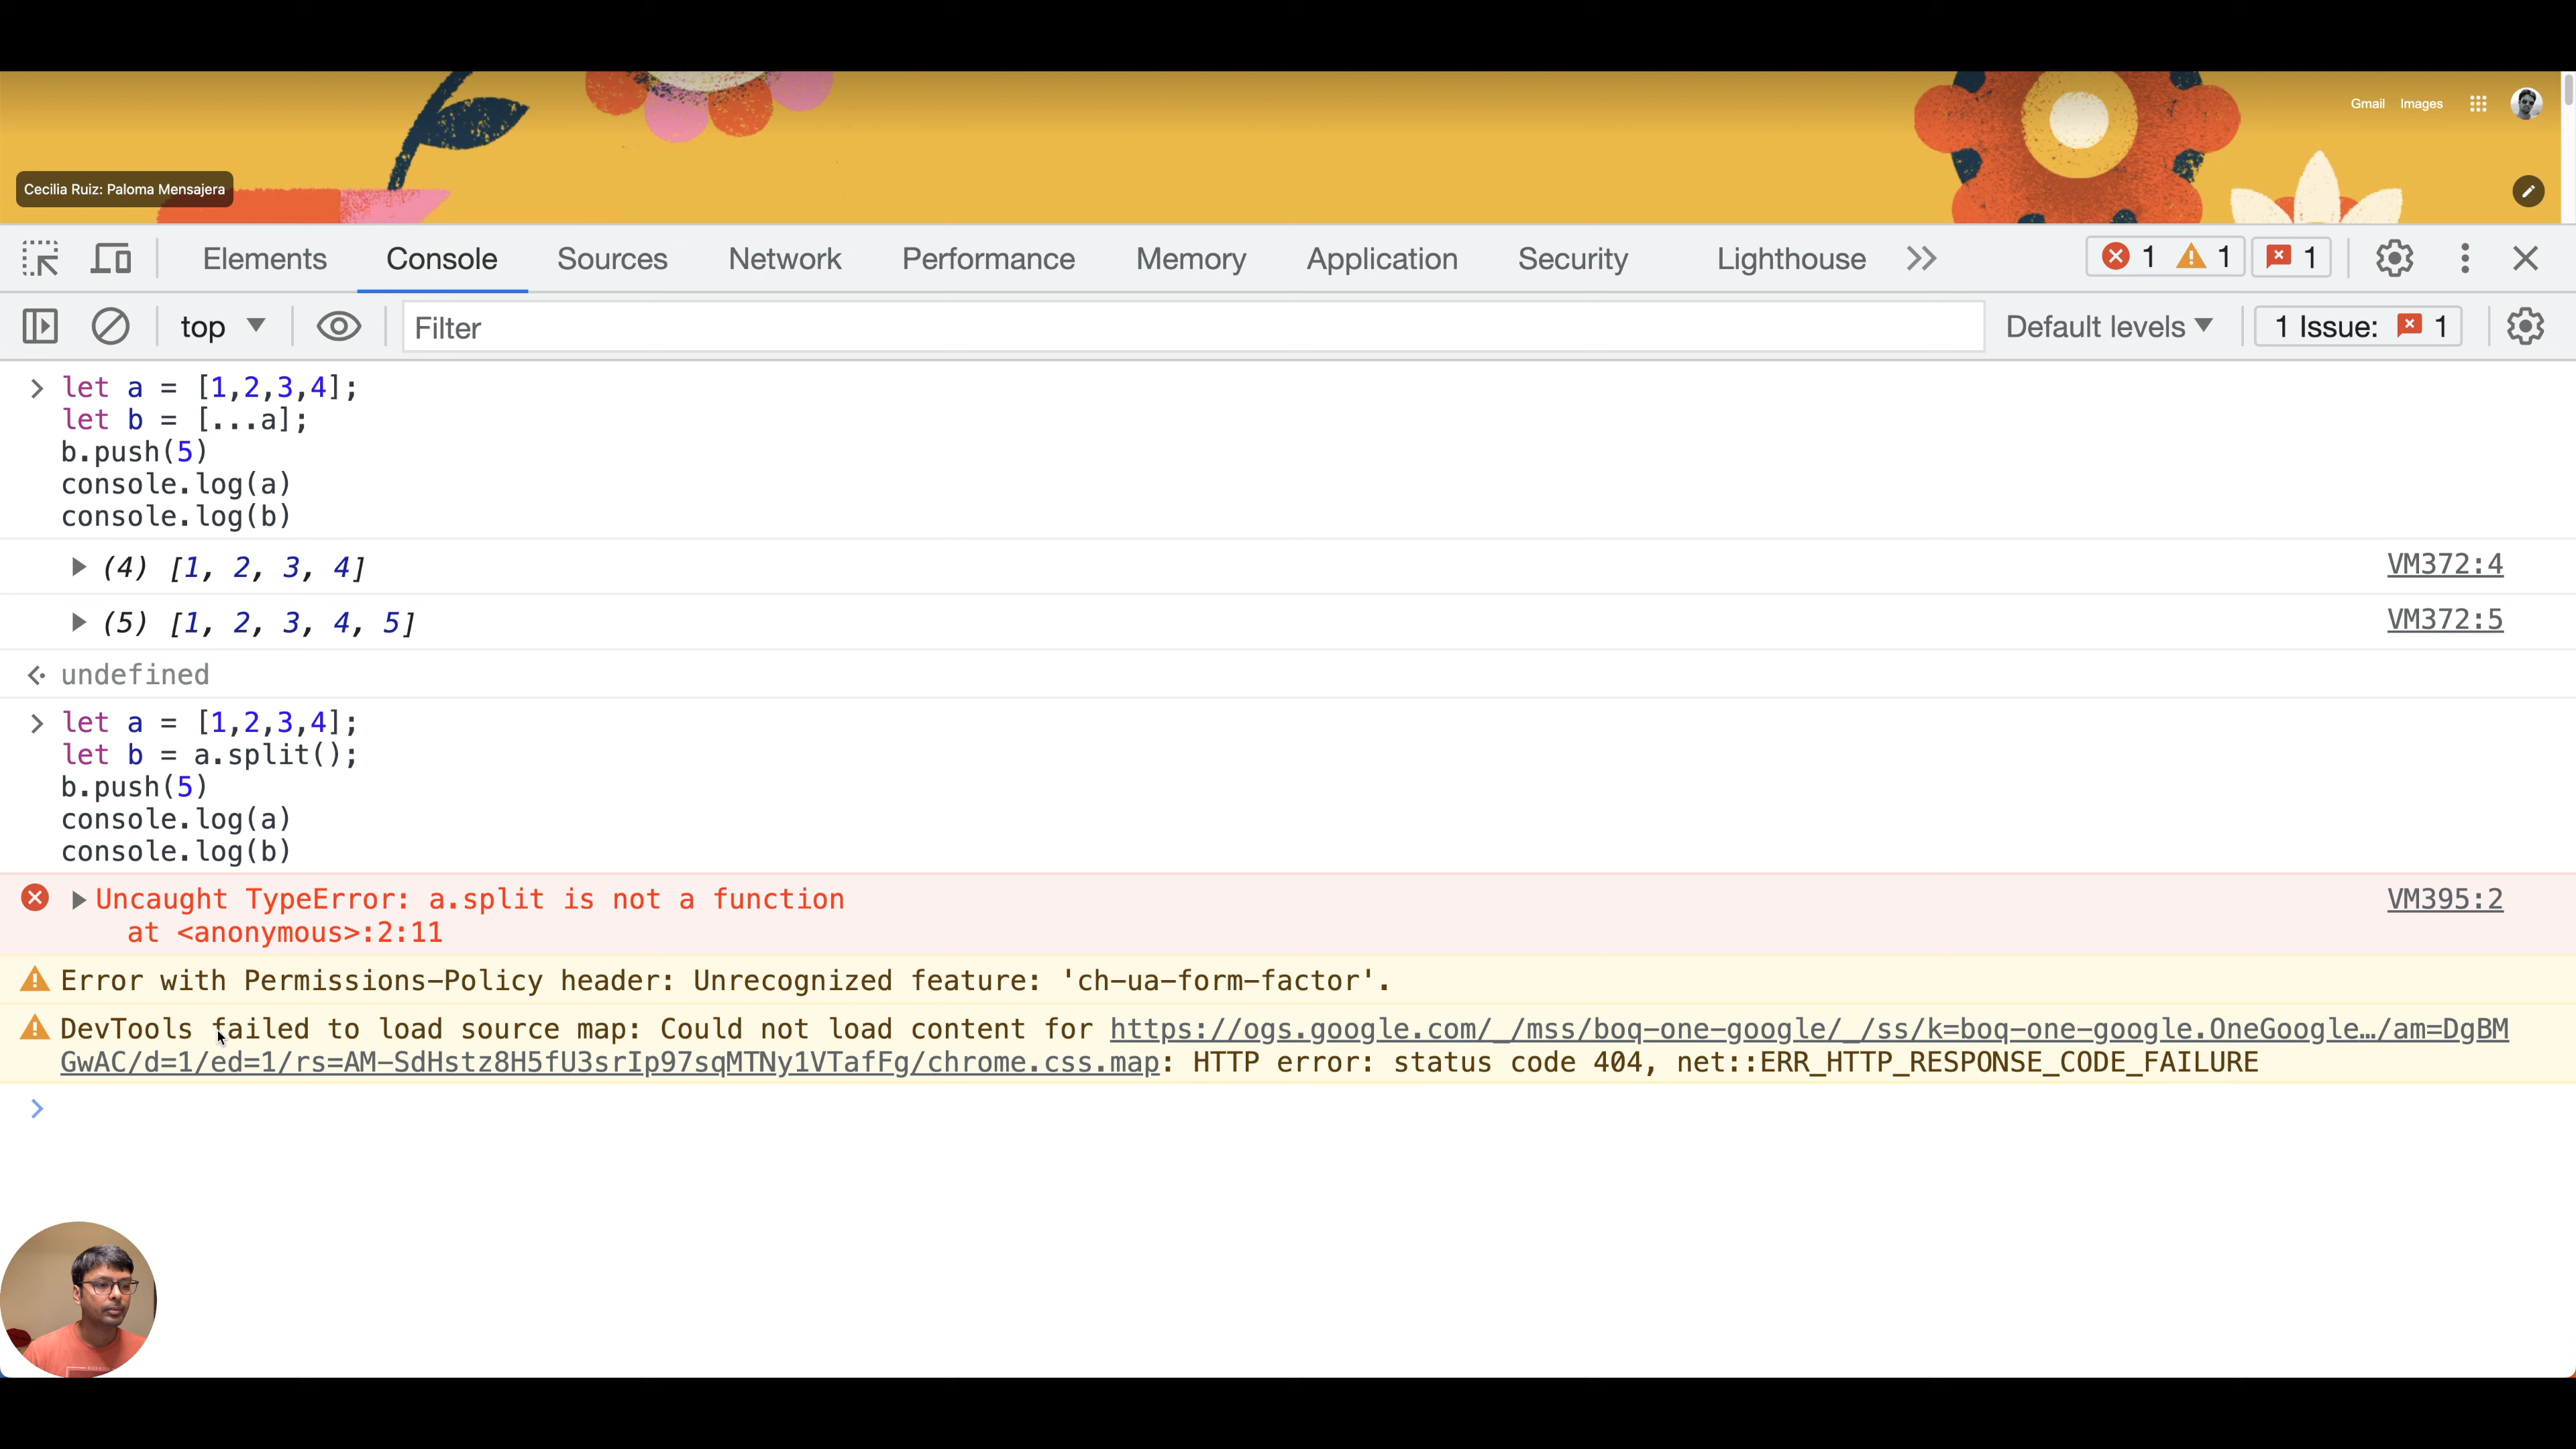 Gmail Images
Cecilia Ruiz: Paloma Mensajera
Elements Console Sources Network Performance Memory Application Security Lighthouse 1 1 1
top Filter Default levels 1 Issue: 1
let a = [1,2,3,4];
let b = [...a];
b.push(5)
console.log(a)
console.log(b)
(4) [1, 2, 3, 4] VM372:4
(5) [1, 2, 3, 4, 5] VM372:5
undefined
let a = [1,2,3,4];
let b = a.split();
b.push(5)
console.log(a)
console.log(b)
Uncaught TypeError: a.split is not a function VM395:2
at <anonymous>:2:11
Error with Permissions-Policy header: Unrecognized feature: 'ch-ua-form-factor'.
DevTools failed to load source map: Could not load content for https://ogs.google.com/_/mss/boq-one-google/_/ss/k=boq-one-google.OneGoogle…/am=DgBM
GwAC/d=1/ed=1/rs=AM-SdHstz8H5fU3srIp97sqMTNy1VTafFg/chrome.css.map: HTTP error: status code 404, net::ERR_HTTP_RESPONSE_CODE_FAILURE